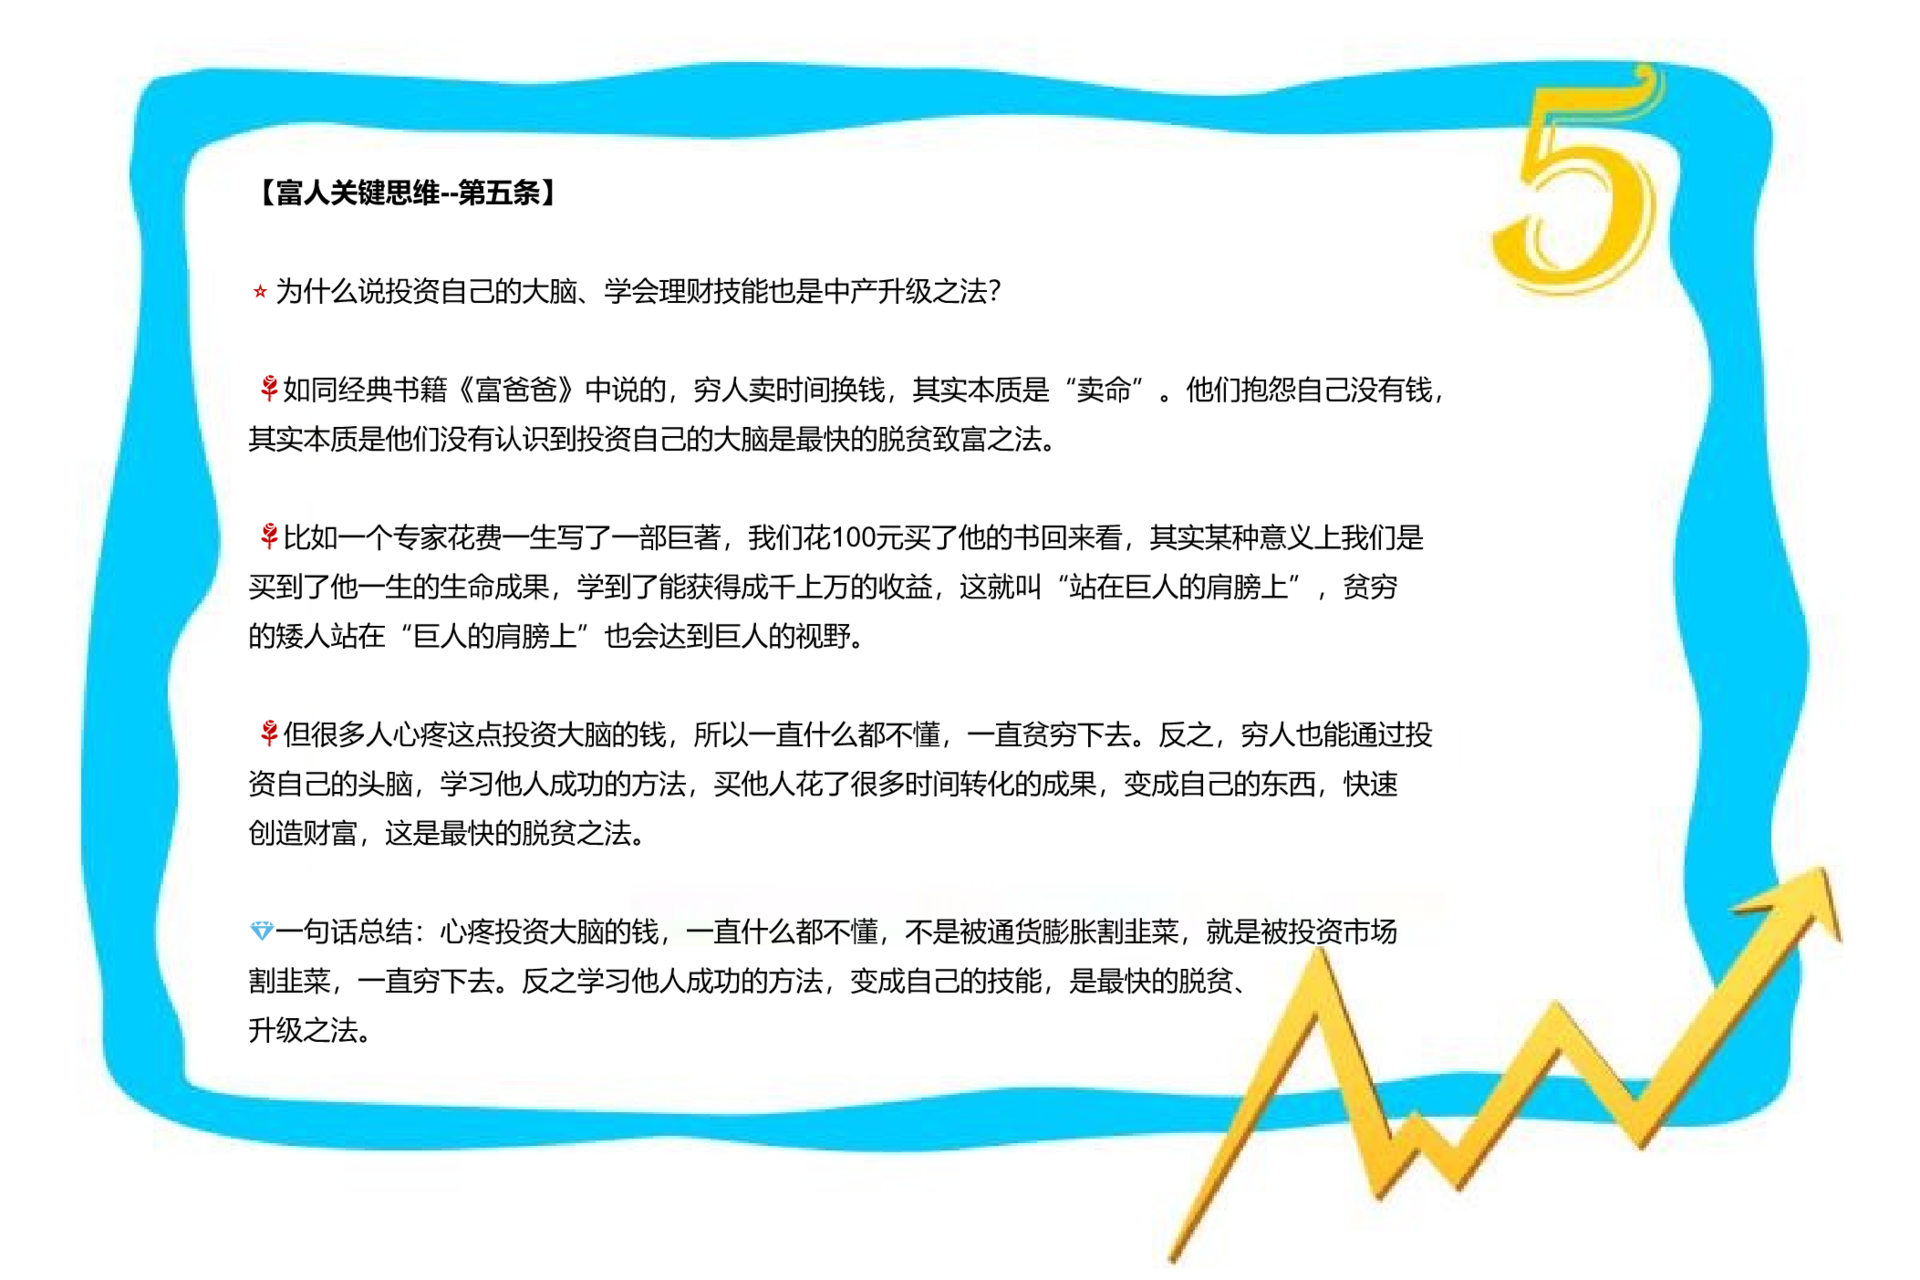 5
【富人关键思维--第五条】
为什么说投资自己的大脑、学会理财技能也是中产升级之法？
如同经典书籍《富爸爸》中说的，穷人卖时间换钱，其实本质是“卖命”。他们抱怨自己没有钱，
其实本质是他们没有认识到投资自己的大脑是最快的脱贫致富之法。
比如一个专家花费一生写了一部巨著，我们花100元买了他的书回来看，其实某种意义上我们是
买到了他一生的生命成果，学到了能获得成千上万的收益，这就叫“站在巨人的肩膀上”，贫穷
的矮人站在“巨人的肩膀上”也会达到巨人的视野。
但很多人心疼这点投资大脑的钱，所以一直什么都不懂，一直贫穷下去。反之，穷人也能通过投
资自己的头脑，学习他人成功的方法，买他人花了很多时间转化的成果，变成自己的东西，快速
创造财富，这是最快的脱贫之法。
一句话总结：心疼投资大脑的钱，一直什么都不懂，不是被通货膨胀割韭菜，就是被投资市场
割韭菜，一直穷下去。反之学习他人成功的方法，变成自己的技能，是最快的脱贫、
升级之法。